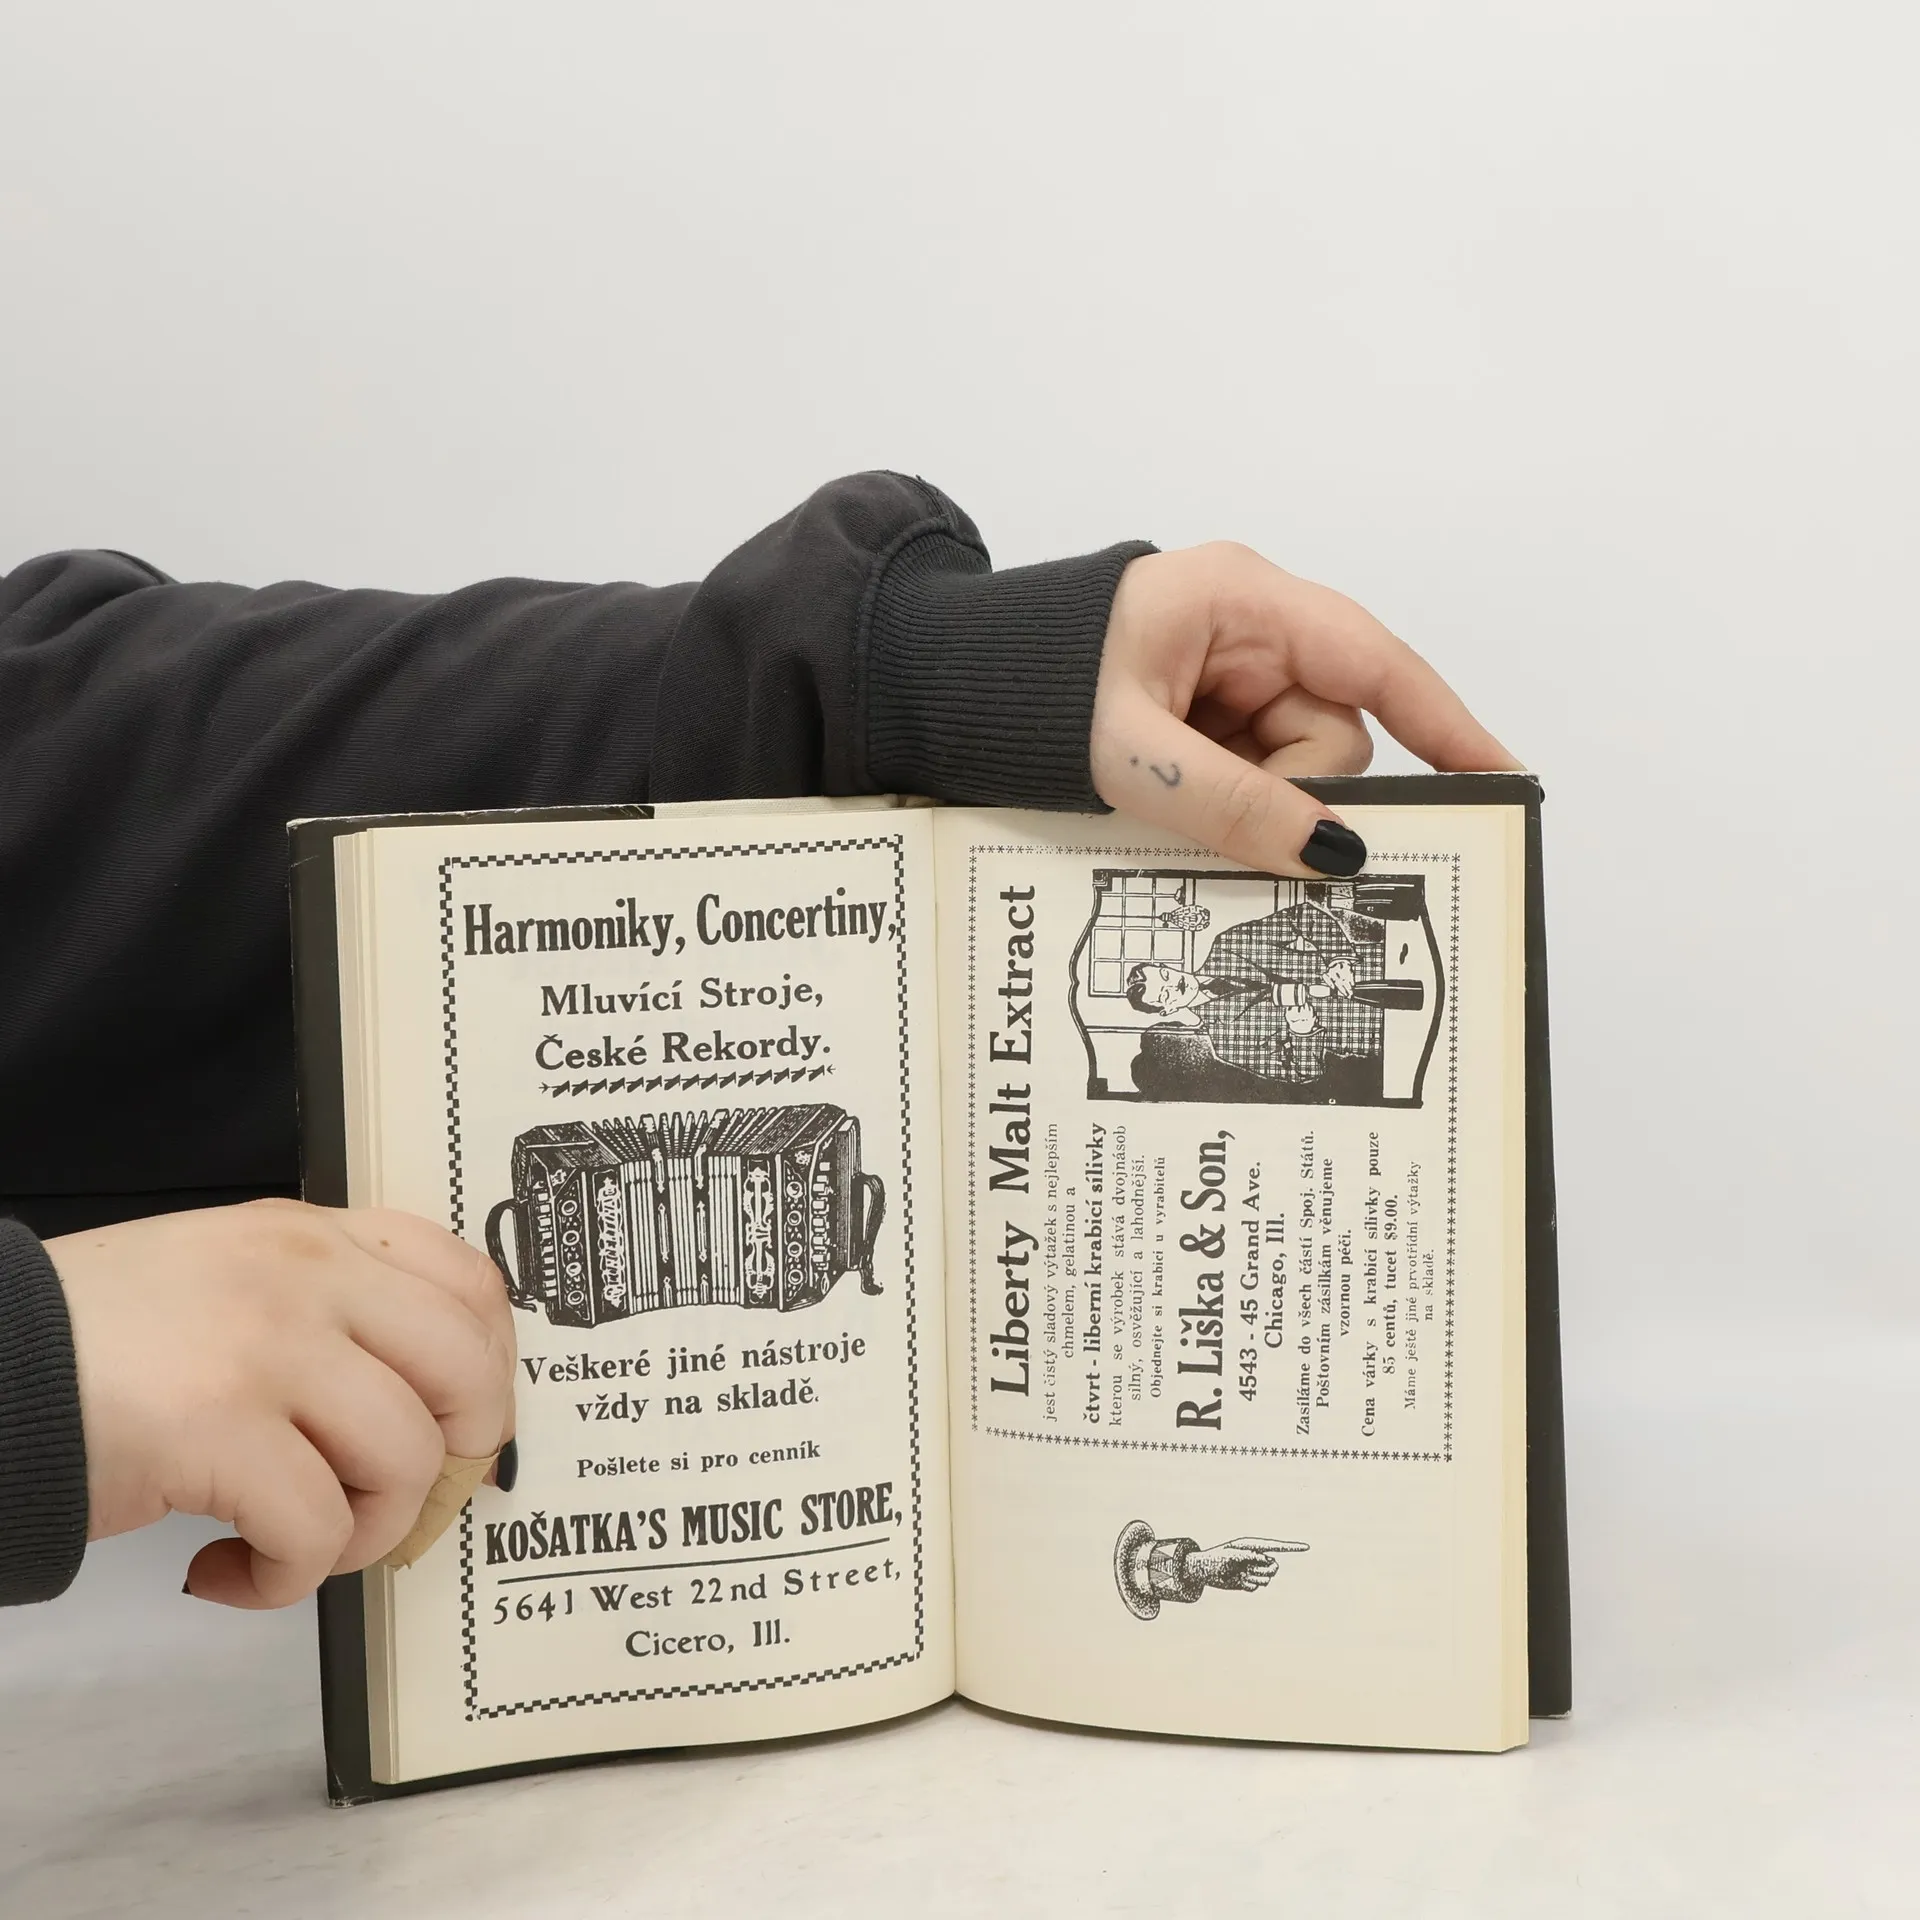 Harmoniky, Concertiny,
Mluvící Stroje,
České Rekordy.
CONCERTINA
Veškeré jiné nástroje
vždy na skladě.
Pošlete si pro cenník
KOŠATKA'S MUSIC STORE,
5641 West 22nd Street,
Cicero, Ill.
Liberty Malt Extract
jest čistý sladový výtažek s nejlepším
chmelem, gelatinou a
čtvrt - liberní krabicí sílivky
kterou se výrobek stává dvojnásob
silný, osvěžující a lahodnější.
Objednejte si krabici u vyrabitelů
R. Liška & Son,
4543 - 45 Grand Ave.
Chicago, Ill.
Zasíláme do všech částí Spoj. Států.
Poštovním zásilkám věnujeme
vzornou péči.
Cena várky s krabicí sílivky pouze
85 centů, tucet $9.00.
Máme ještě jiné prvotřídní výtažky
na skladě.